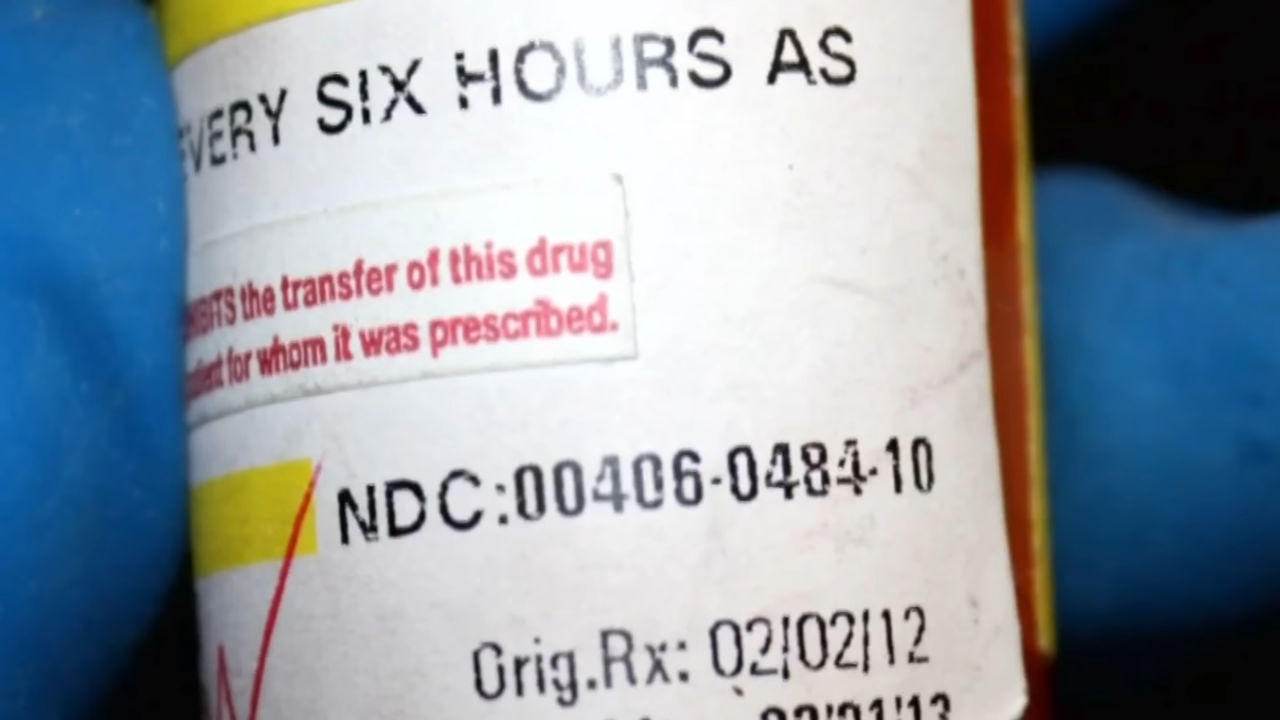 EVERY SIX HOURS AS
the transfer of this drug
for whom it was prescribed.
NDC:00406-0484-10
Orig.Rx: 02/02/12